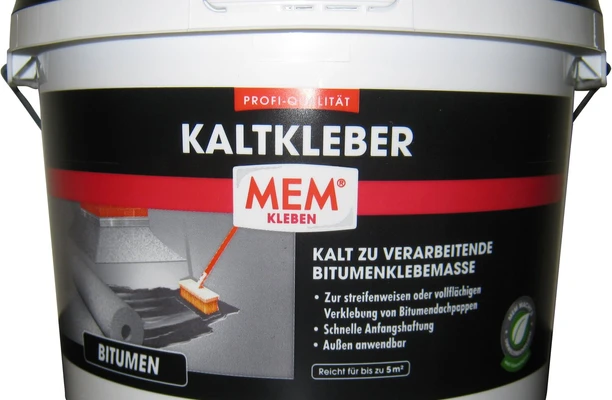 PROFI-QUALITÄT
KALTKLEBER
MEM®
KLEBEN
KALT ZU VERARBEITENDE
BITUMENKLEBEMASSE
• Zur streifenweisen oder vollflächigen
Verklebung von Bitumendachpappen
• Schnelle Anfangshaftung
• Außen anwendbar
Reicht für bis zu 5 m²
BITUMEN